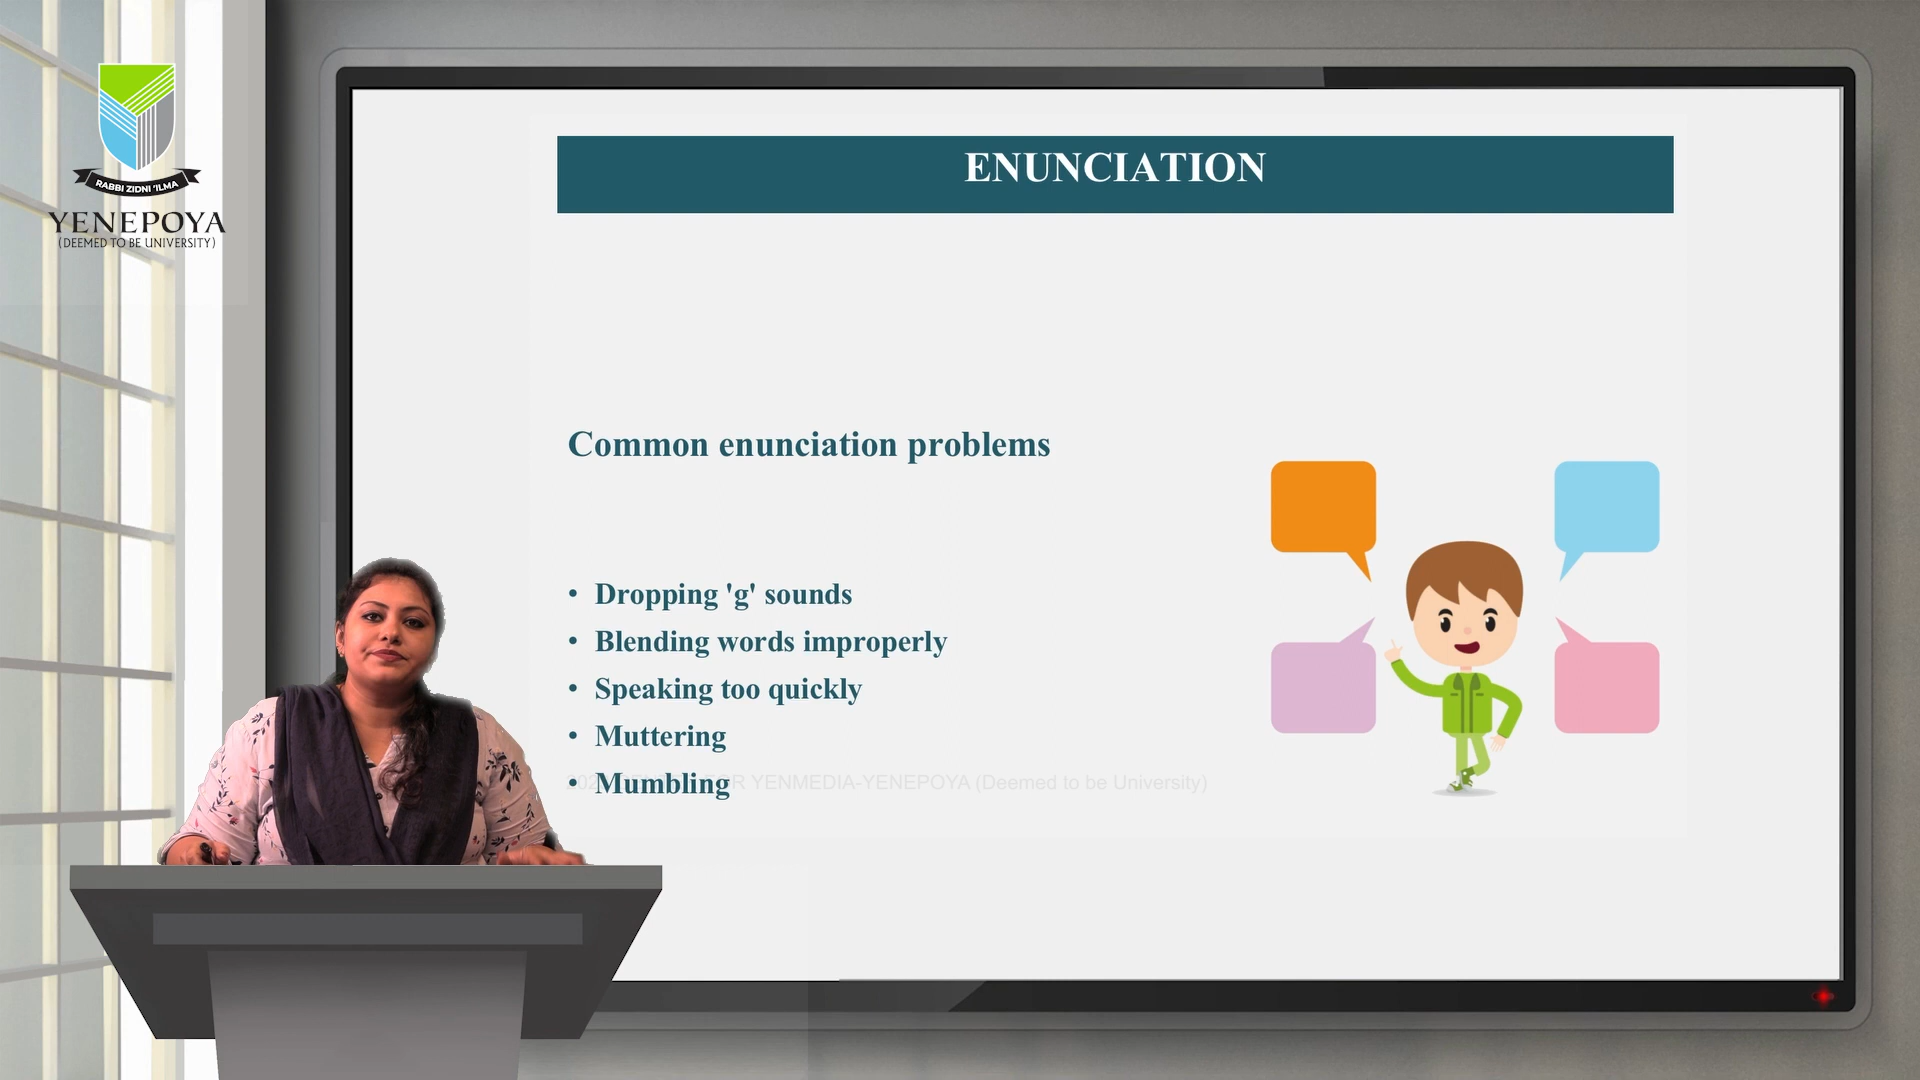 RABBI ZIDNI 'ILMA
YENEPOYA
(DEEMED TO BE UNIVERSITY)
ENUNCIATION
Common enunciation problems
• Dropping 'g' sounds
• Blending words improperly
• Speaking too quickly
• Muttering
• Mumbling
YENMEDIA-YENEPOYA (Deemed to be University)